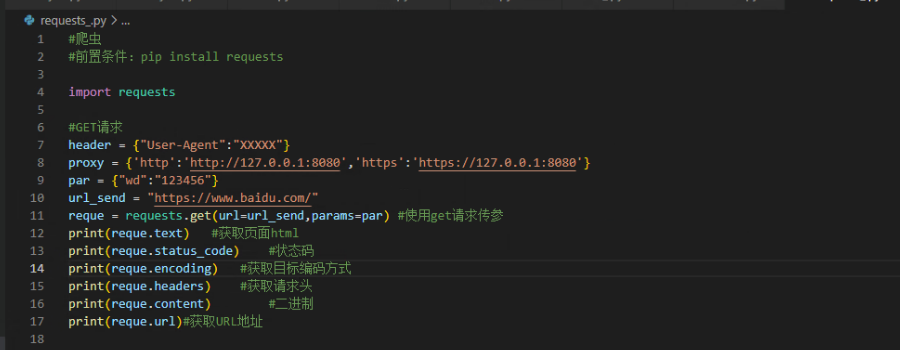 requests_.py > ...
1 #爬虫
2 #前置条件：pip install requests
3
4 import requests
5
6 #GET请求
7 header = {"User-Agent":"XXXXX"}
8 proxy = {'http':'http://127.0.0.1:8080','https':'https://127.0.0.1:8080'}
9 par = {"wd":"123456"}
10 url_send = "https://www.baidu.com/"
11 reque = requests.get(url=url_send,params=par) #使用get请求传参
12 print(reque.text) #获取页面html
13 print(reque.status_code) #状态码
14 print(reque.encoding) #获取目标编码方式
15 print(reque.headers) #获取请求头
16 print(reque.content) #二进制
17 print(reque.url)#获取URL地址
18